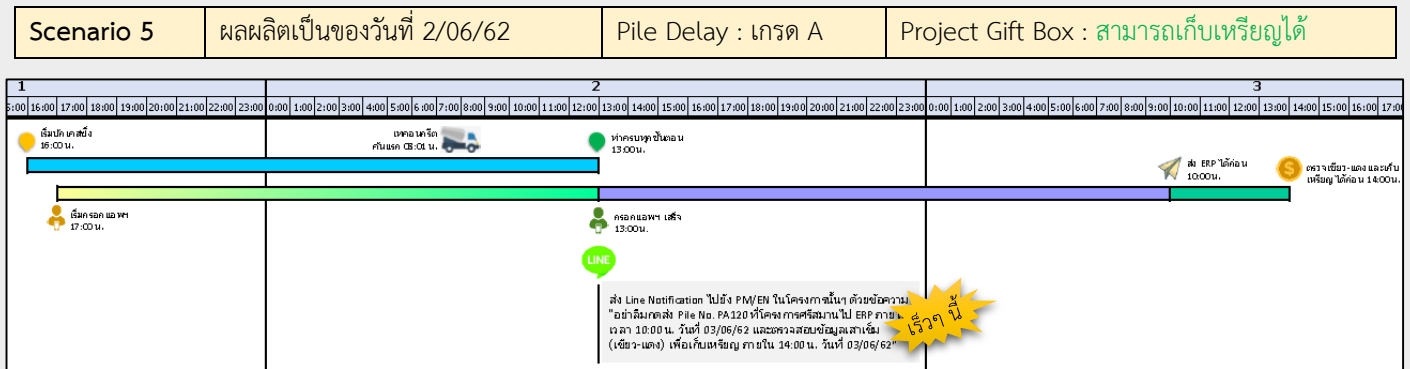 Scenario 5 ผลผลิตเป็นของวันที่ 2/06/62 Pile Delay : เกรด A Project Gift Box : สามารถเก็บเหรียญได้
1 2 3
5:00 16:00 17:00 18:00 19:00 20:00 21:00 22:00 23:00 0:00 1:00 2:00 3:00 4:00 5:00 6:00 7:00 8:00 9:00 10:00 11:00 12:00 13:00 14:00 15:00 16:00 17:00 18:00 19:00 20:00 21:00 22:00 23:00 0:00 1:00 2:00 3:00 4:00 5:00 6:00 7:00 8:00 9:00 10:00 11:00 12:00 13:00 14:00 15:00 16:00 17:0
เริ่มปักเคสซิ่ง
16:00 น.
เทคอนกรีต
คันแรก 08:01 น.
ทำครบทุกขั้นตอน
13:00น.
ส่ง ERP ได้ก่อน
10:00น.
ตรวจเขียว-แดง และเก็บ
เหรียญ ได้ก่อน 14:00น.
เริ่มกรอกแอพฯ
17:00 น.
กรอกแอพฯ เสร็จ
13:00น.
LINE
ส่ง Line Notification ไปยัง PM/EN ในโครงการนั้นๆ ด้วยข้อความ
"อย่าลืมกดส่ง Pile No. PA120 ที่โครงการศรีสมานไป ERP ภายใน
เวลา 10:00 น. วันที่ 03/06/62 และตรวจสอบข้อมูลเสาเข็ม
(เขียว-แดง) เพื่อเก็บเหรียญ ภายใน 14:00 น. วันที่ 03/06/62"
เร็วๆ นี้